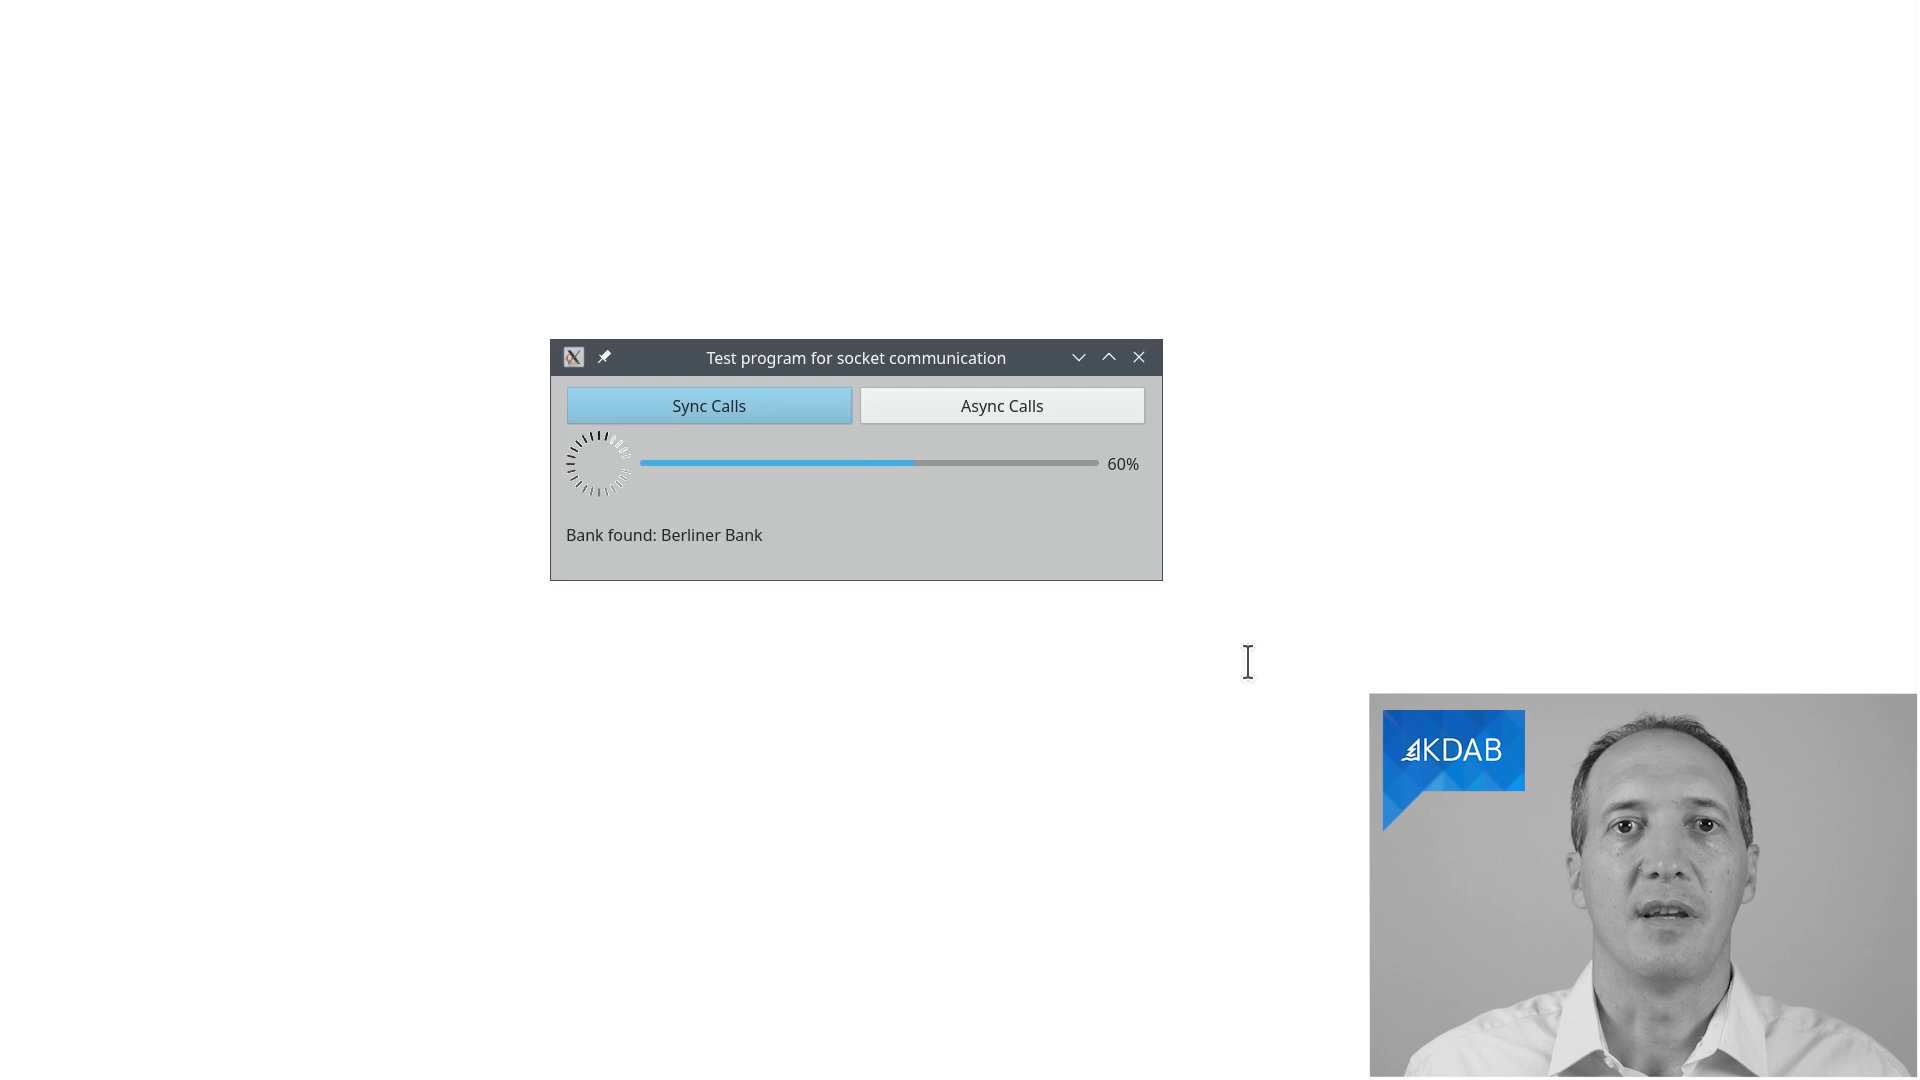 Test program for socket communication
Sync Calls
Async Calls
60%
Bank found: Berliner Bank
KDAB